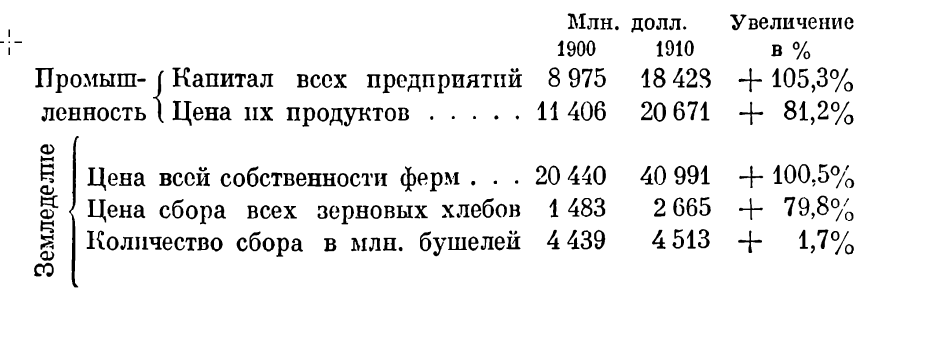 Млн. долл. Увеличение
1900 1910 в %
Промыш- Капитал всех предприятий 8 975 18 428 + 105,3%
ленность Цена их продуктов . . . . . 11 406 20 671 + 81,2%
Земледелие
Цена всей собственности ферм . . . 20 440 40 991 + 100,5%
Цена сбора всех зерновых хлебов 1 483 2 665 + 79,8%
Количество сбора в млн. бушелей 4 439 4 513 + 1,7%